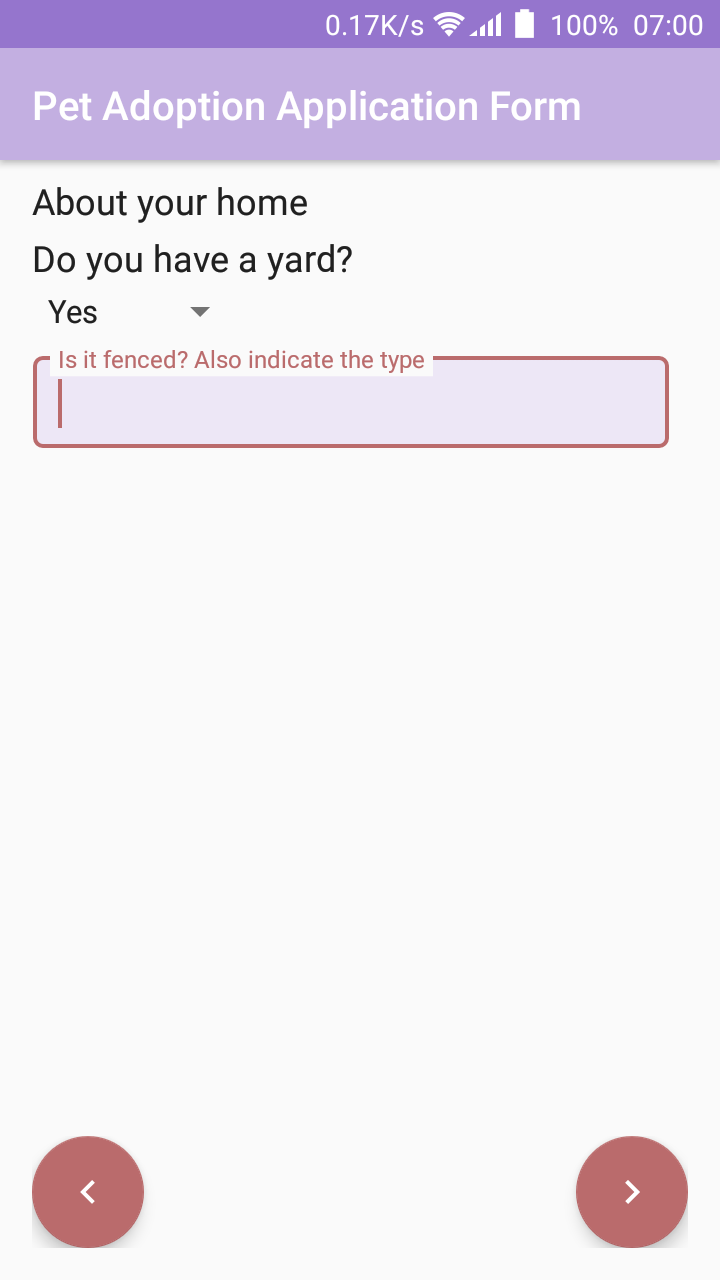 0.17K/s 100% 07:00
Pet Adoption Application Form
About your home
Do you have a yard?
Yes
Is it fenced? Also indicate the type